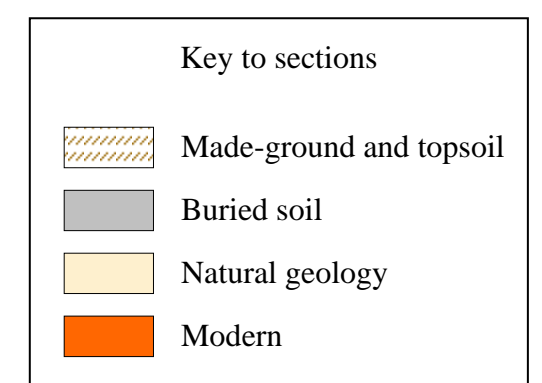 Key to sections
Made-ground and topsoil
Buried soil
Natural geology
Modern